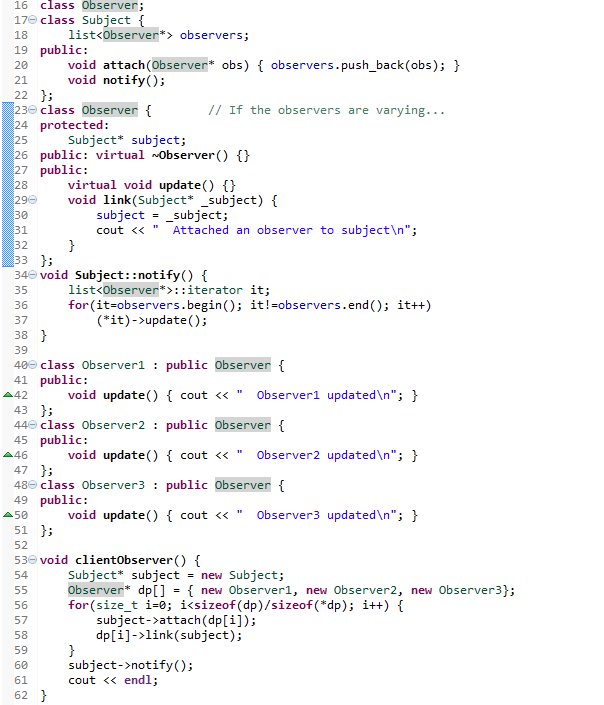 16 class Observer;
17 class Subject {
18     list<Observer*> observers;
19 public:
20     void attach(Observer* obs) { observers.push_back(obs); }
21     void notify();
22 };
23 class Observer {        // If the observers are varying...
24 protected:
25     Subject* subject;
26 public: virtual ~Observer() {}
27 public:
28     virtual void update() {}
29     void link(Subject* _subject) {
30         subject = _subject;
31         cout << "  Attached an observer to subject\n";
32     }
33 };
34 void Subject::notify() {
35     list<Observer*>::iterator it;
36     for(it=observers.begin(); it!=observers.end(); it++)
37         (*it)->update();
38 }
39
40 class Observer1 : public Observer {
41 public:
42     void update() { cout << "  Observer1 updated\n"; }
43 };
44 class Observer2 : public Observer {
45 public:
46     void update() { cout << "  Observer2 updated\n"; }
47 };
48 class Observer3 : public Observer {
49 public:
50     void update() { cout << "  Observer3 updated\n"; }
51 };
52
53 void clientObserver() {
54     Subject* subject = new Subject;
55     Observer* dp[] = { new Observer1, new Observer2, new Observer3};
56     for(size_t i=0; i<sizeof(dp)/sizeof(*dp); i++) {
57         subject->attach(dp[i]);
58         dp[i]->link(subject);
59     }
60     subject->notify();
61     cout << endl;
62 }